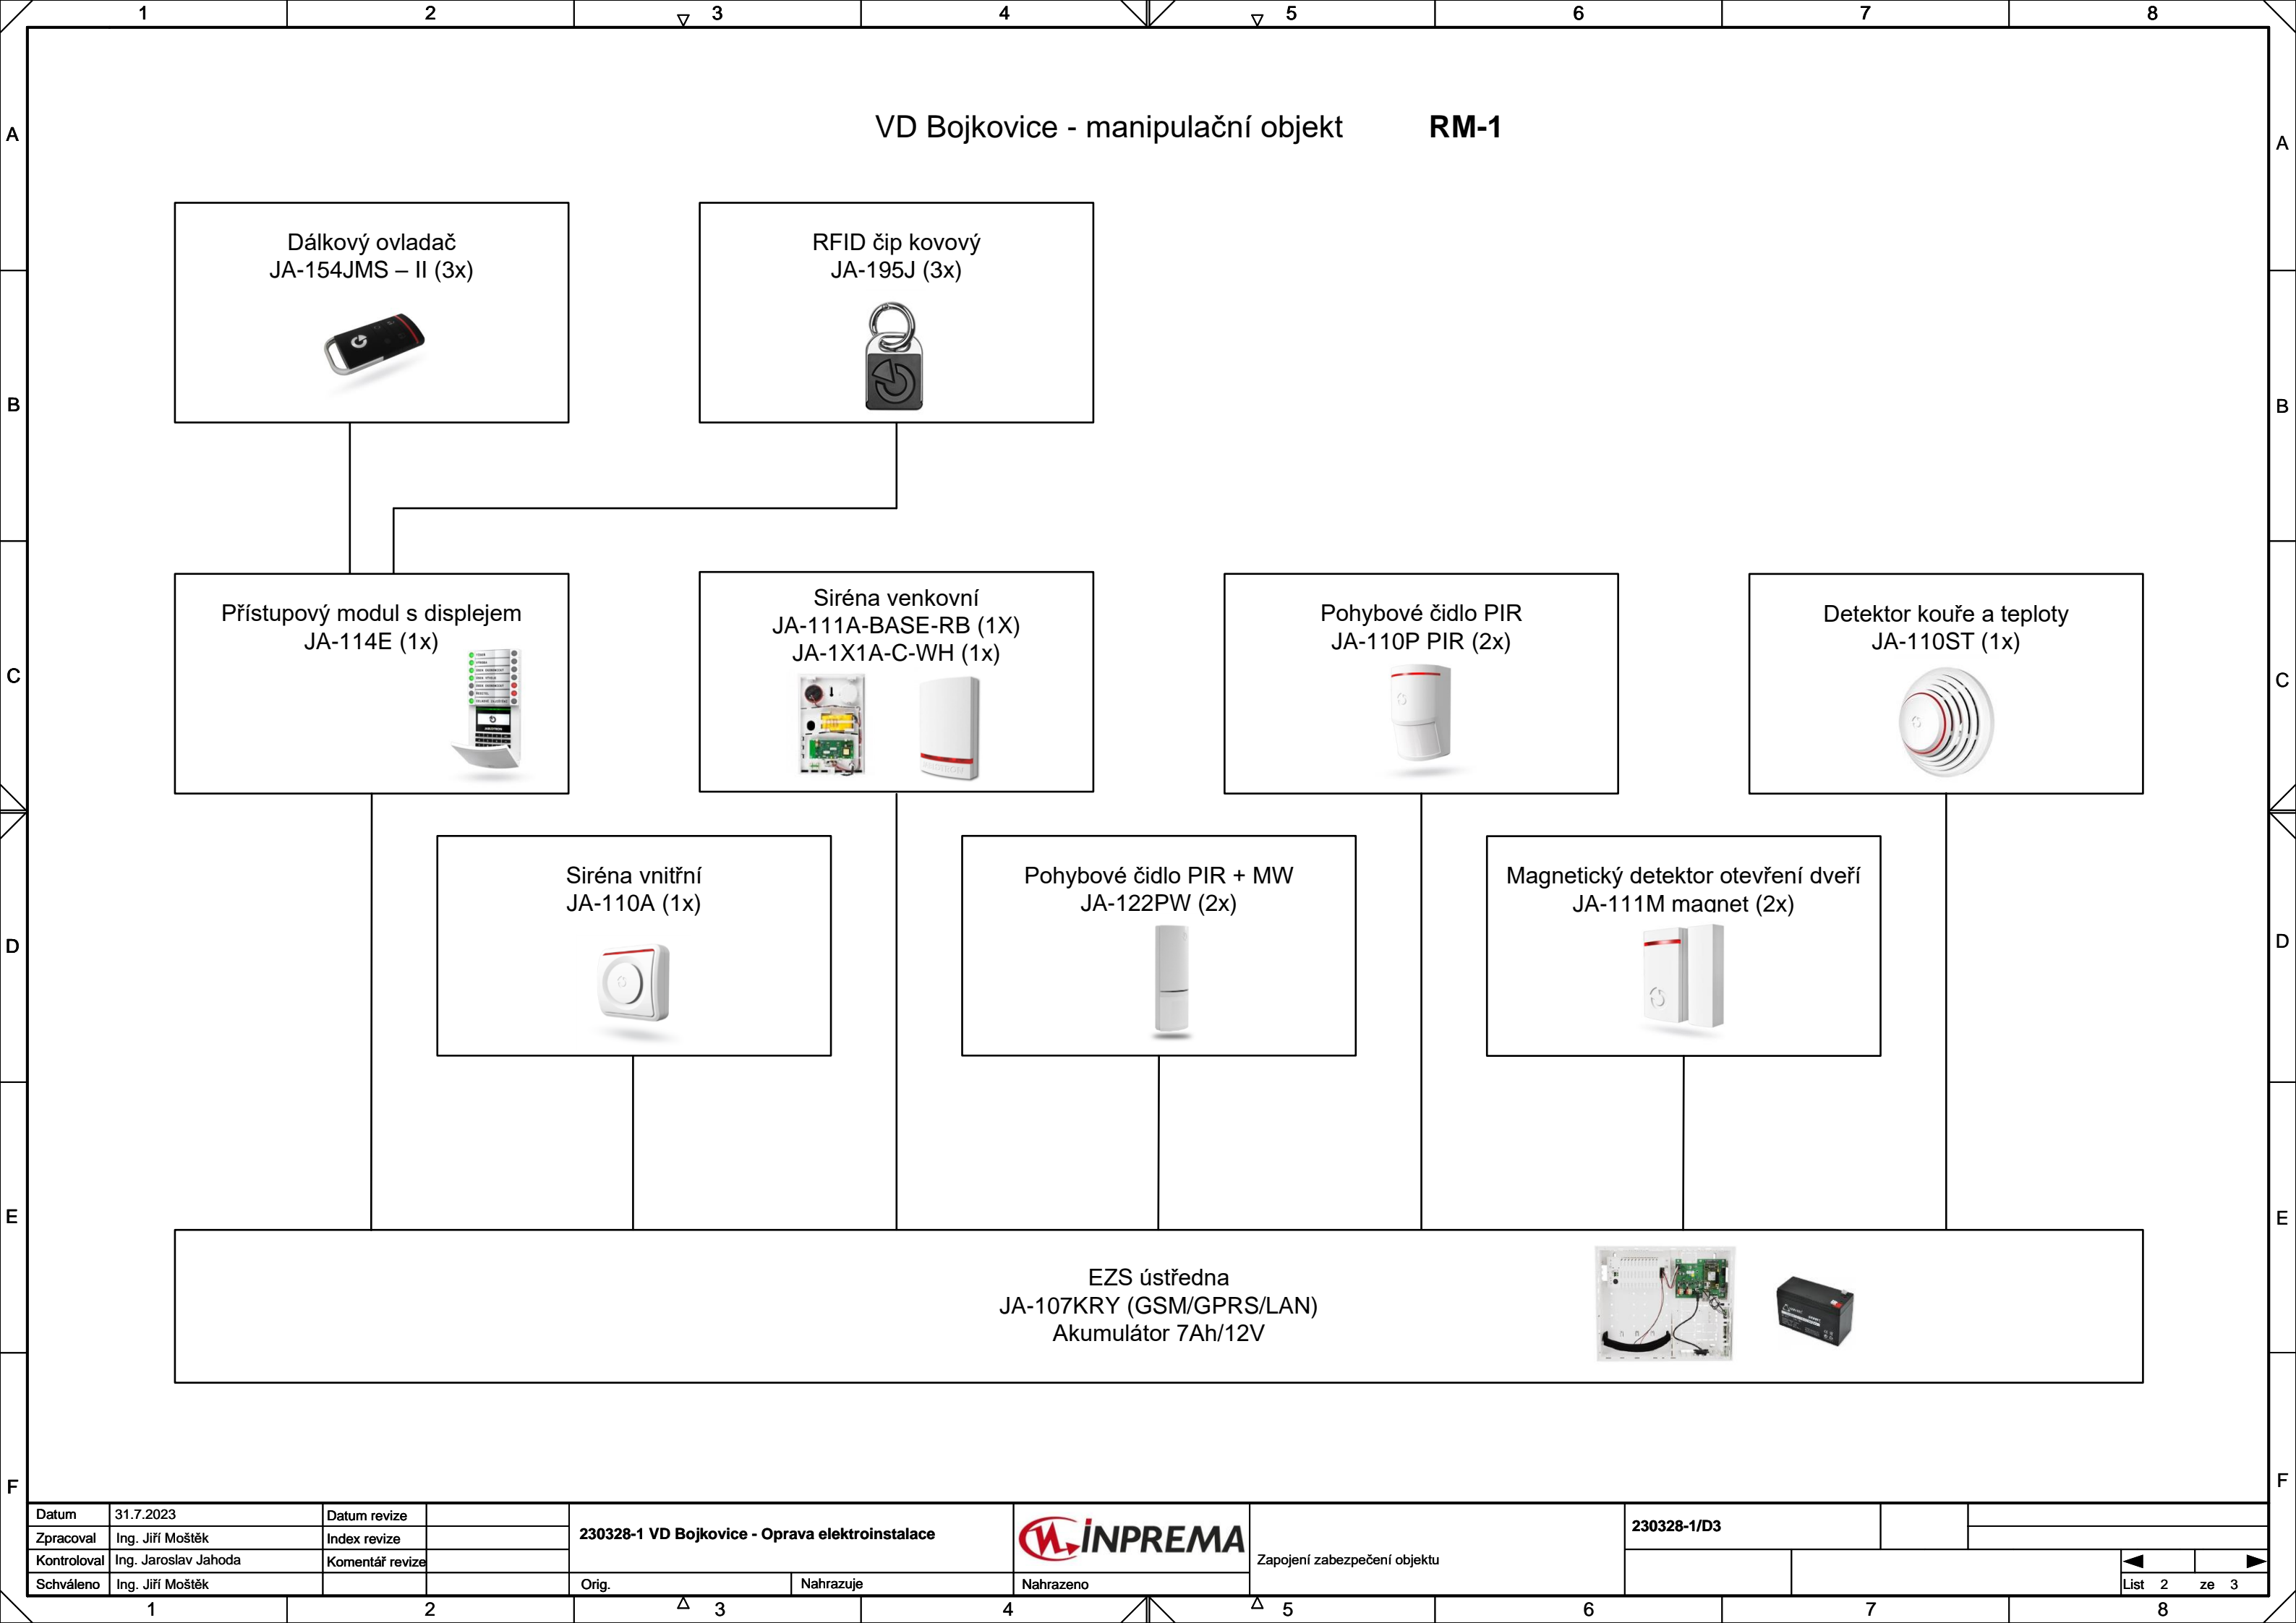 1 2 3 4 5 6 7 8
A A
B B
C C
D D
E E
F F
VD Bojkovice - manipulační objekt RM-1
Dálkový ovladač
JA-154JMS – II (3x)
RFID čip kovový
JA-195J (3x)
Přístupový modul s displejem
JA-114E (1x)
Siréna venkovní
JA-111A-BASE-RB (1X)
JA-1X1A-C-WH (1x)
Pohybové čidlo PIR
JA-110P PIR (2x)
Detektor kouře a teploty
JA-110ST (1x)
Siréna vnitřní
JA-110A (1x)
Pohybové čidlo PIR + MW
JA-122PW (2x)
Magnetický detektor otevření dveří
JA-111M magnet (2x)
EZS ústředna
JA-107KRY (GSM/GPRS/LAN)
Akumulátor 7Ah/12V
Datum 31.7.2023 Datum revize
Zpracoval Ing. Jiří Moštěk Index revize
Kontroloval Ing. Jaroslav Jahoda Komentář revize
Schváleno Ing. Jiří Moštěk
230328-1 VD Bojkovice - Oprava elektroinstalace
Orig. Nahrazuje Nahrazeno
INPREMA
Zapojení zabezpečení objektu
230328-1/D3
List 2 ze 3
1 2 3 4 5 6 7 8